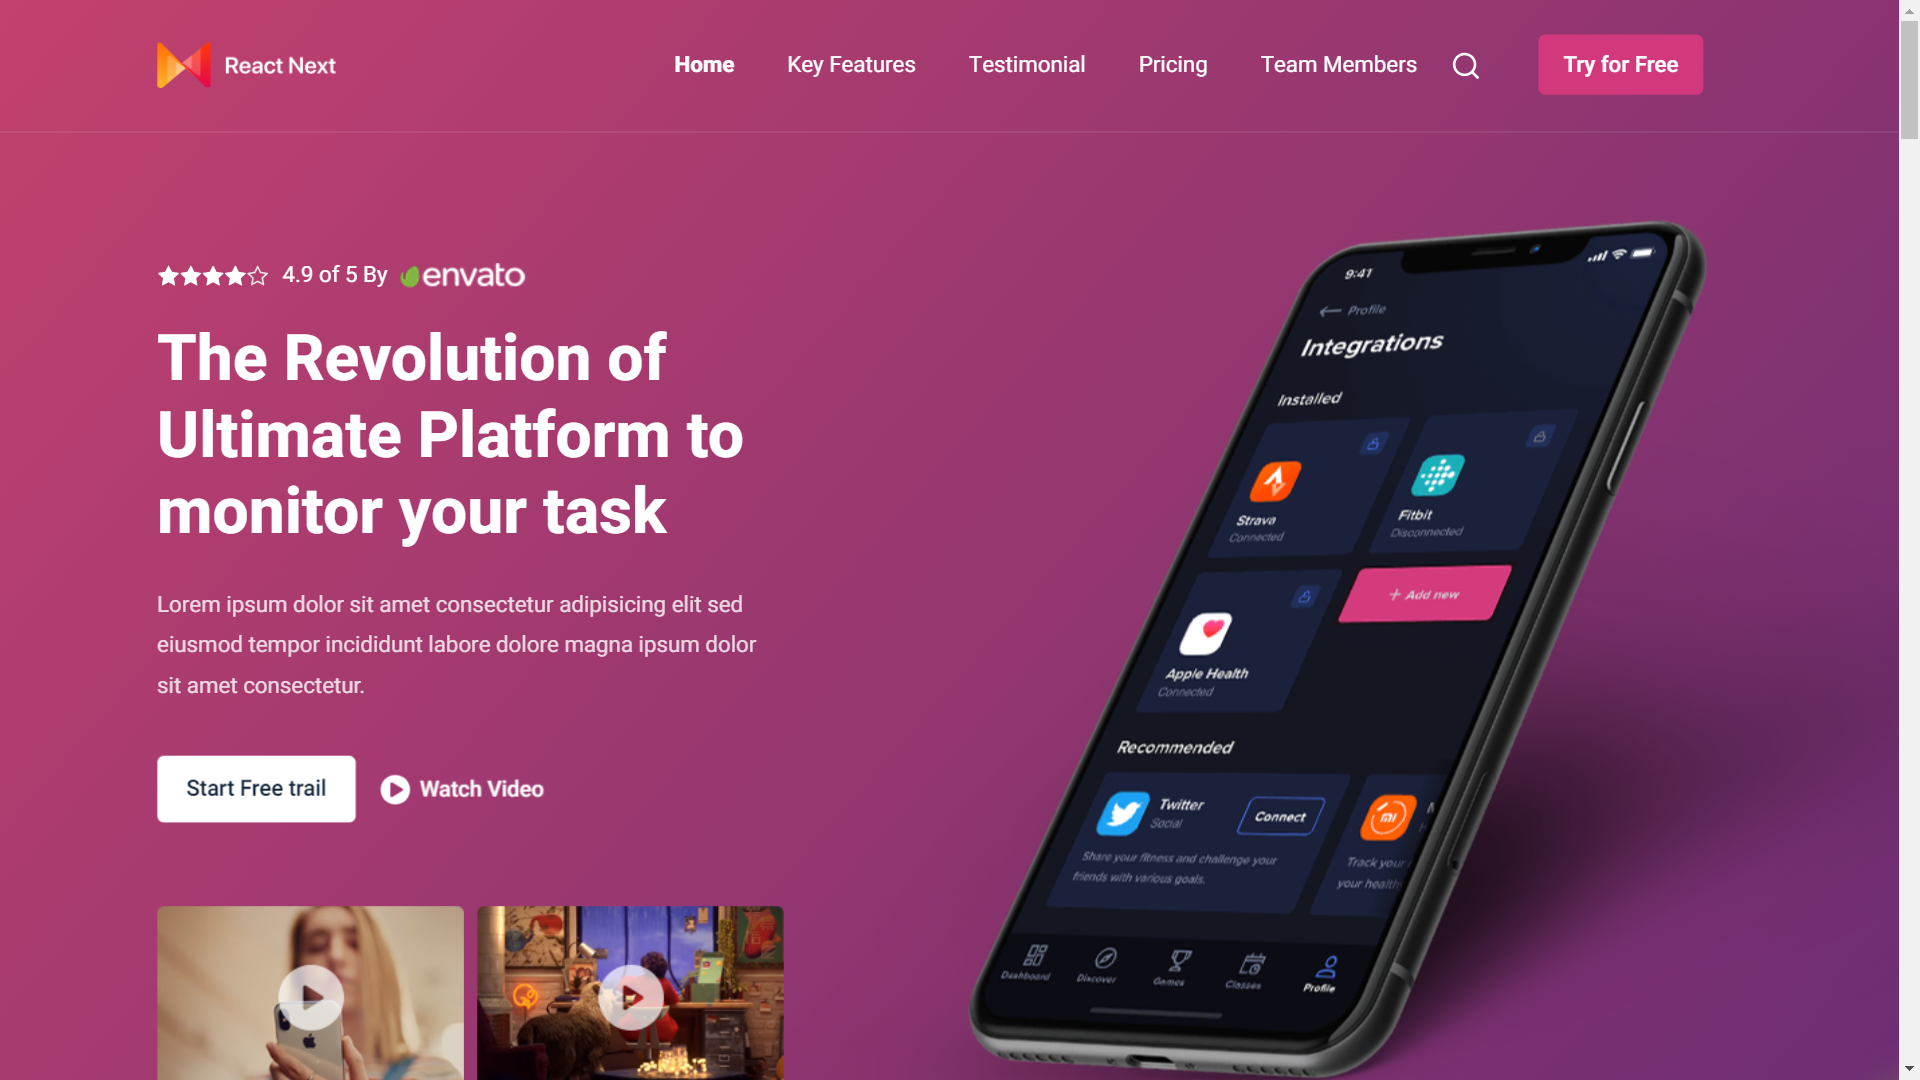 React Next
Home
Key Features
Testimonial
Pricing
Team Members
Try for Free
4.9 of 5 By envato
The Revolution of
Ultimate Platform to
monitor your task
Lorem ipsum dolor sit amet consectetur adipisicing elit sed
eiusmod tempor incididunt labore dolore magna ipsum dolor
sit amet consectetur.
Start Free trail
Watch Video
9:41
Profile
Integrations
Installed
Strava
Connected
Fitbit
Disconnected
Apple Health
Connected
+ Add new
Recommended
Twitter
Social
Connect
Share your fitness and challenge your
friends with various goals.
mi
Track your
your health
Dashboard
Discover
Games
Classes
Profile